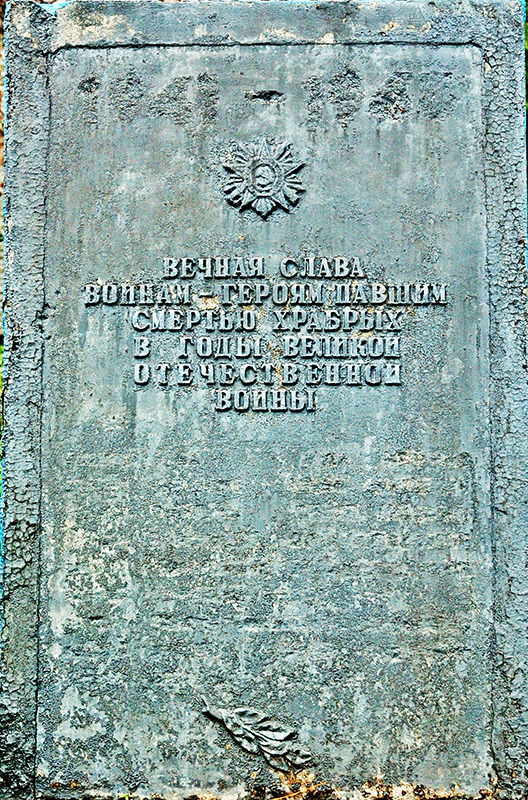 ВЕЧНАЯ СЛАВА
ВОИНАМ – ГЕРОЯМ ПАВШИМ
СМЕРТЬЮ ХРАБРЫХ
В ГОДЫ ВЕЛИКОЙ
ОТЕЧЕСТВЕННОЙ
ВОЙНЫ